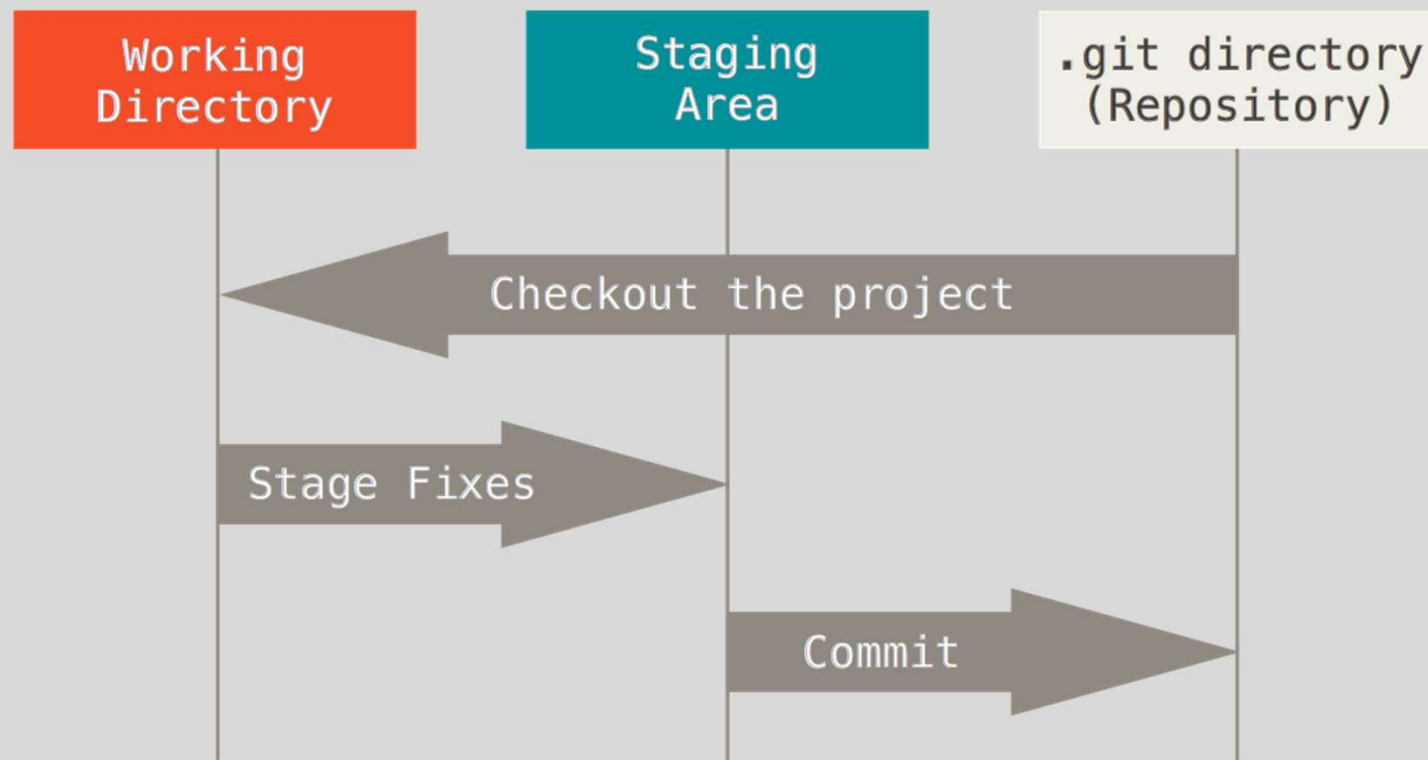 Working
Directory
Staging
Area
.git directory
(Repository)
Checkout the project
Stage Fixes
Commit